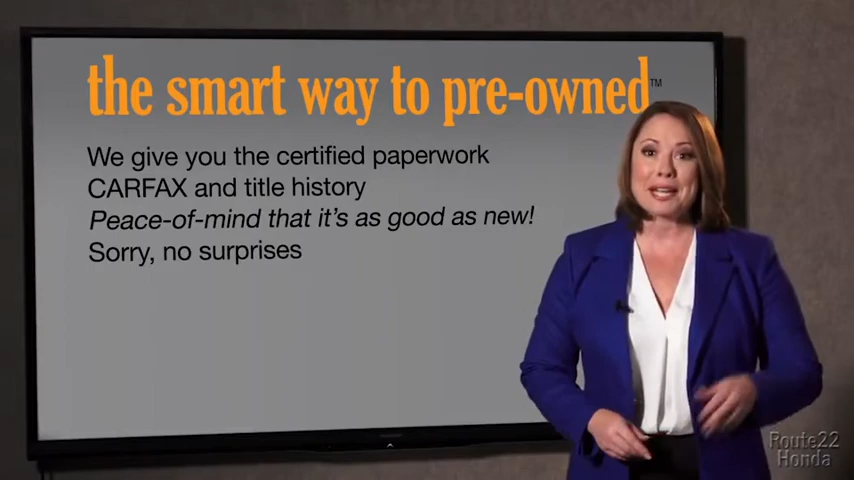 the smart way to pre-owned™
We give you the certified paperwork
CARFAX and title history
Peace-of-mind that it's as good as new!
Sorry, no surprises
Route22
Honda